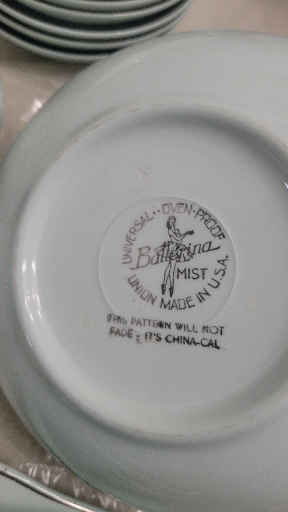 UNIVERSAL · OVEN-PROOF
Ballerina
MIST
UNION MADE IN U.S.A.
THIS PATTERN WILL NOT
FADE - IT'S CHINA-CAL